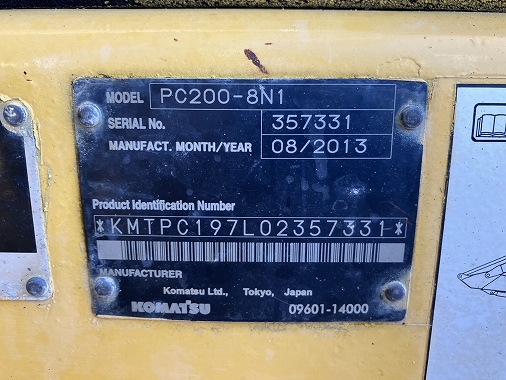 MODEL PC200-8N1
SERIAL No. 357331
MANUFACT. MONTH/YEAR 08/2013
Product Identification Number
*KMTPC197L02357331*
MANUFACTURER
Komatsu Ltd., Tokyo, Japan
KOMATSU 09601-14000